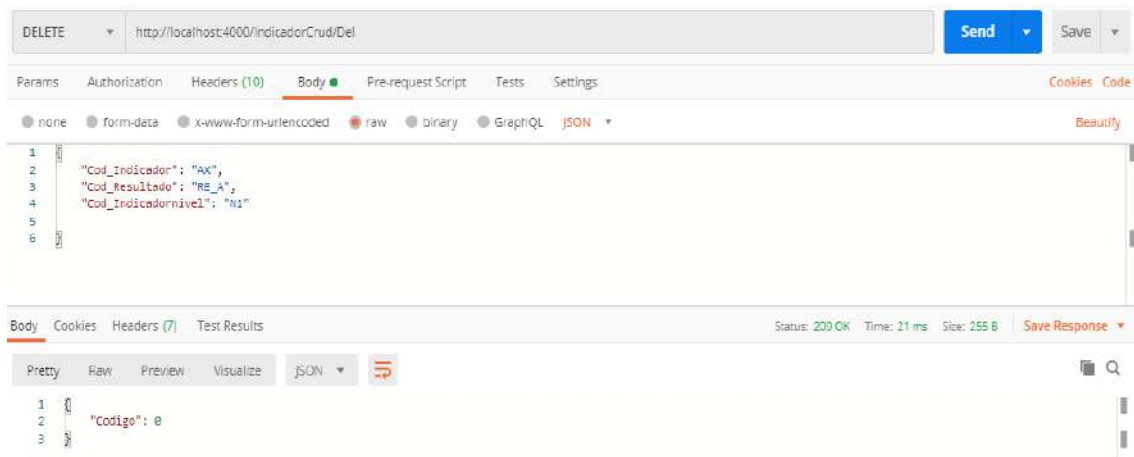 DELETE http://localhost:4000/IndicadorCrud/Del Send Save
Params Authorization Headers (10) Body Pre-request Script Tests Settings Cookies Code
none form-data x-www-form-urlencoded raw binary GraphQL JSON Beautify
1 {
2 "Cod_Indicador": "AX",
3 "Cod_Resultado": "RE_A",
4 "Cod_Indicadornivel": "N1"
5
6 }
Body Cookies Headers (7) Test Results Status: 200 OK Time: 21 ms Size: 255 B Save Response
Pretty Raw Preview Visualize JSON
1 {
2 "Codigo": 0
3 }